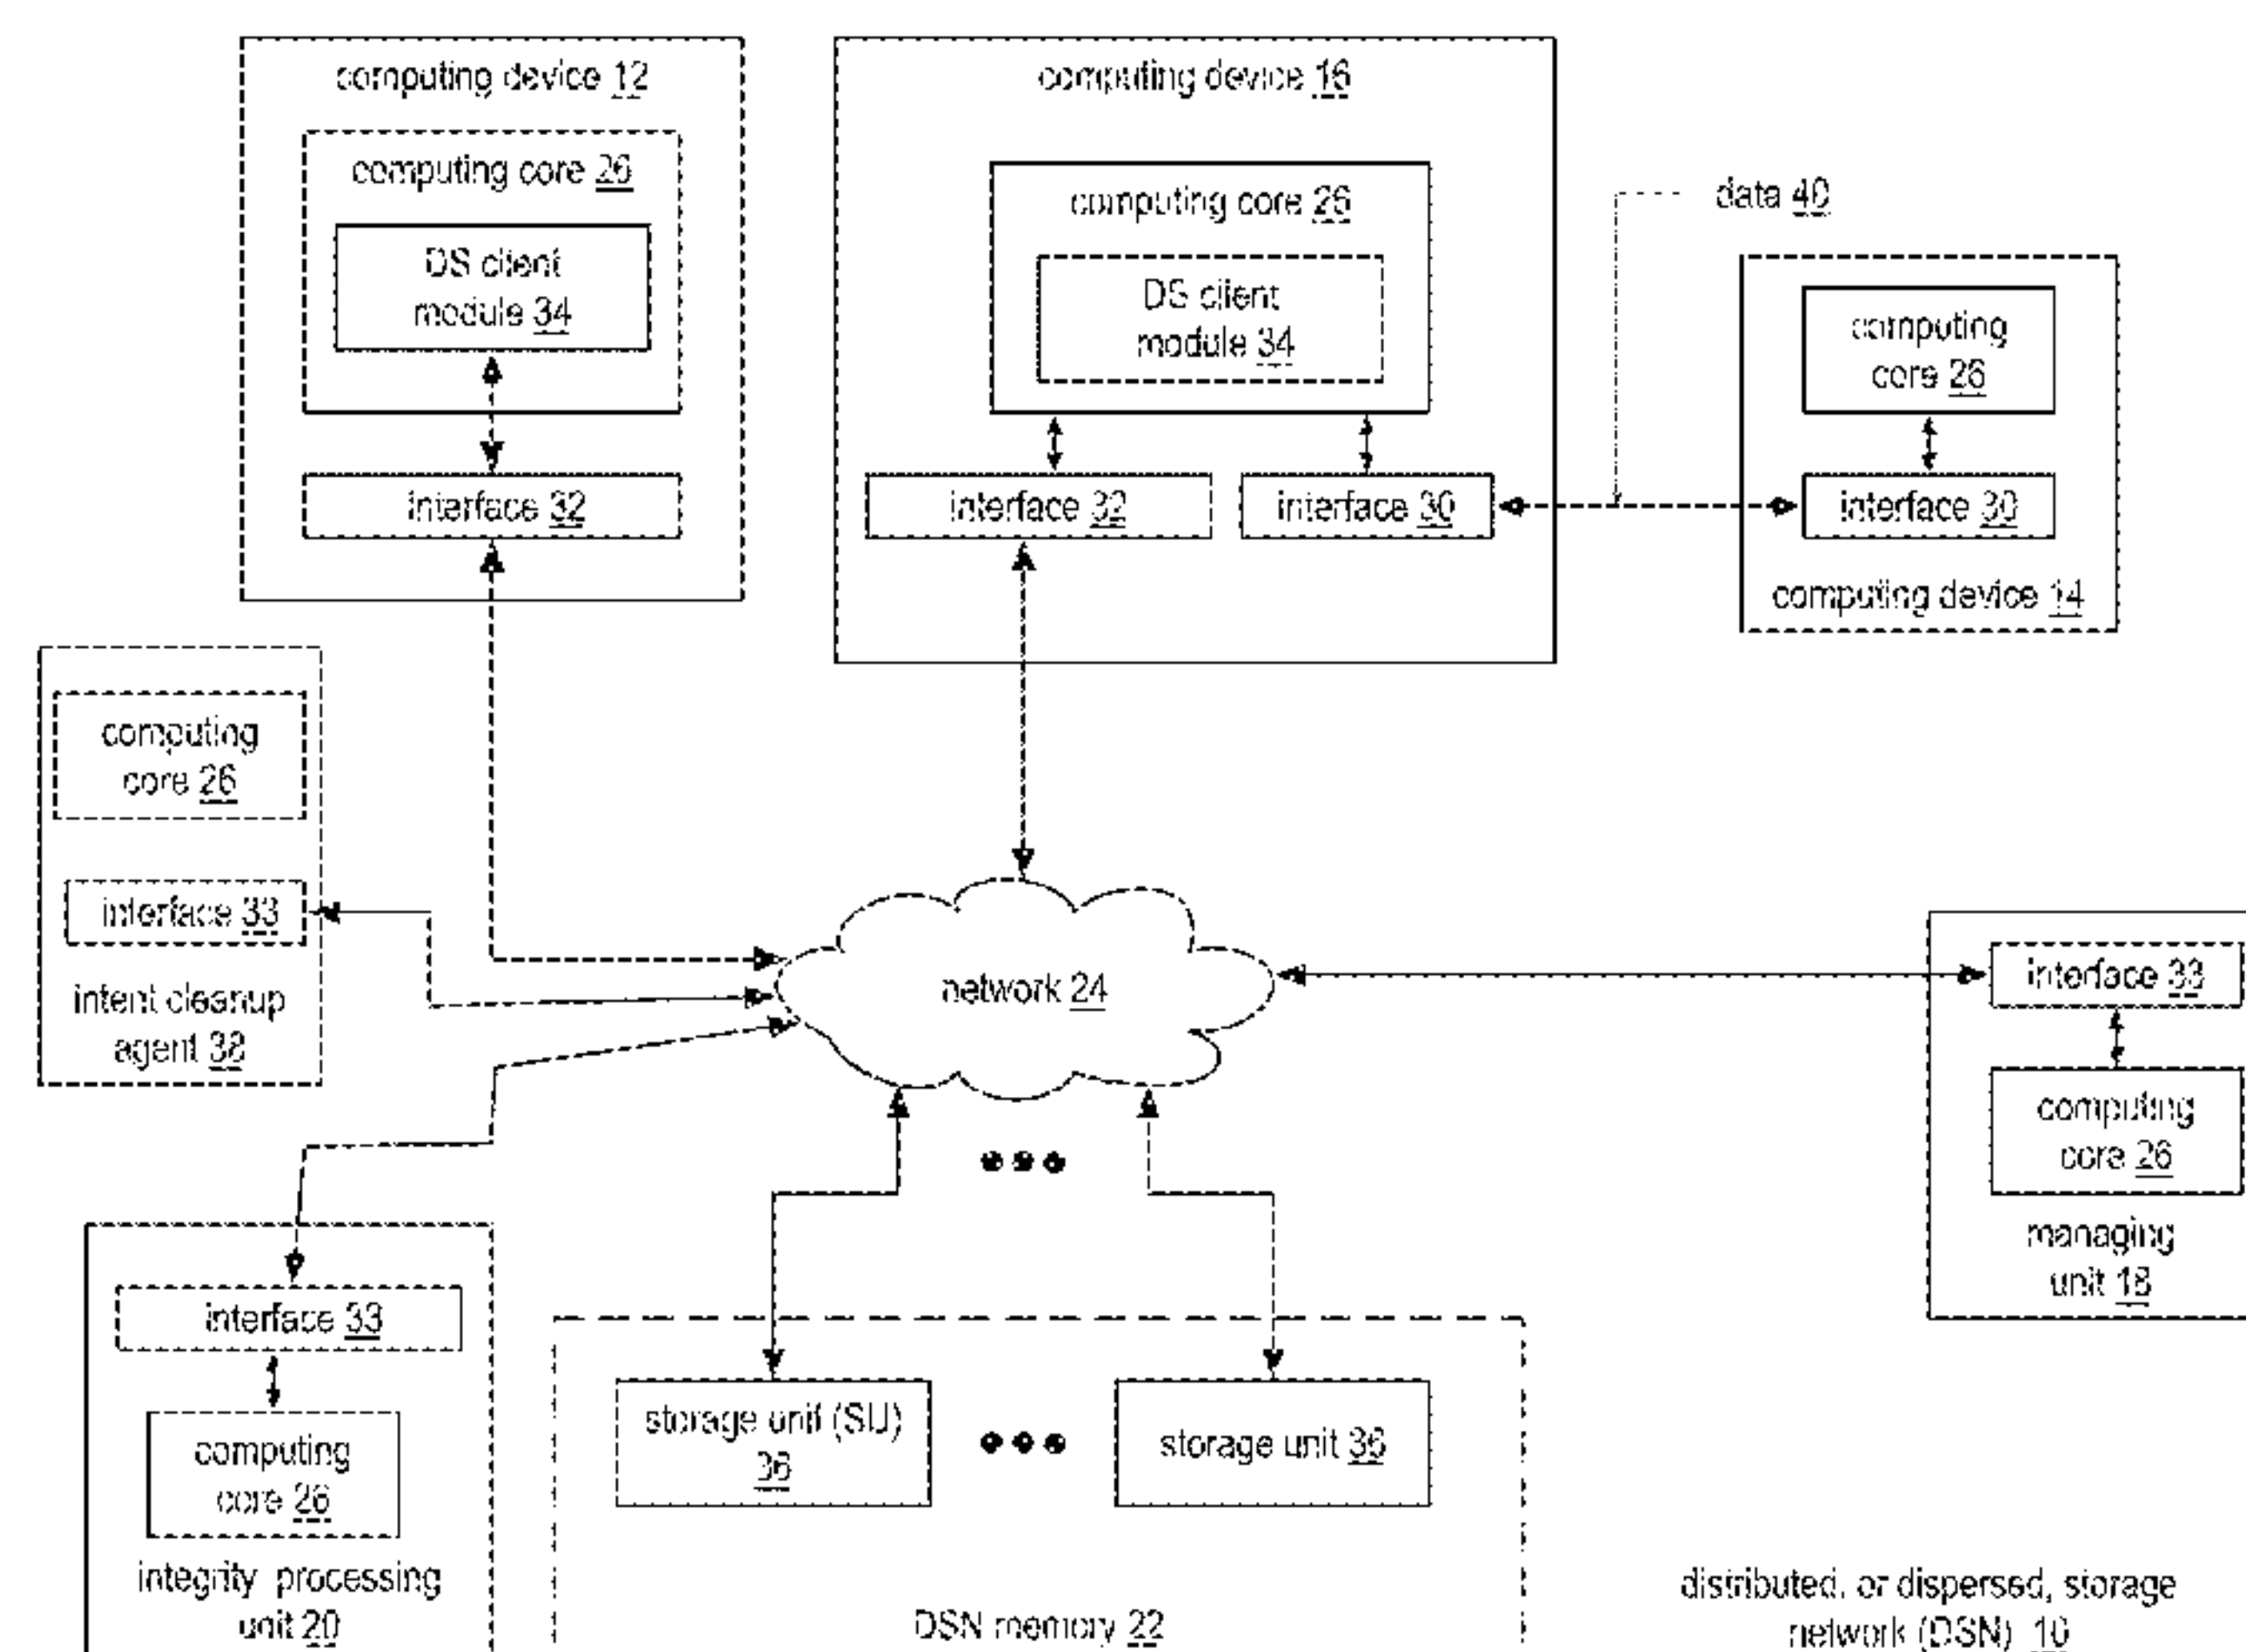 computing device 12
computing core 26
DS client
module 34
interface 32
computing device 16
computing core 26
DS client
module 34
interface 32
interface 30
data 40
computing
core 26
interface 30
computing device 14
computing
core 26
interface 33
intent cleanup
agent 38
network 24
interface 33
computing
core 26
managing
unit 18
interface 33
computing
core 26
integrity processing
unit 20
storage unit (SU)
36
storage unit 36
DSN memory 22
distributed, or dispersed, storage
network (DSN) 10